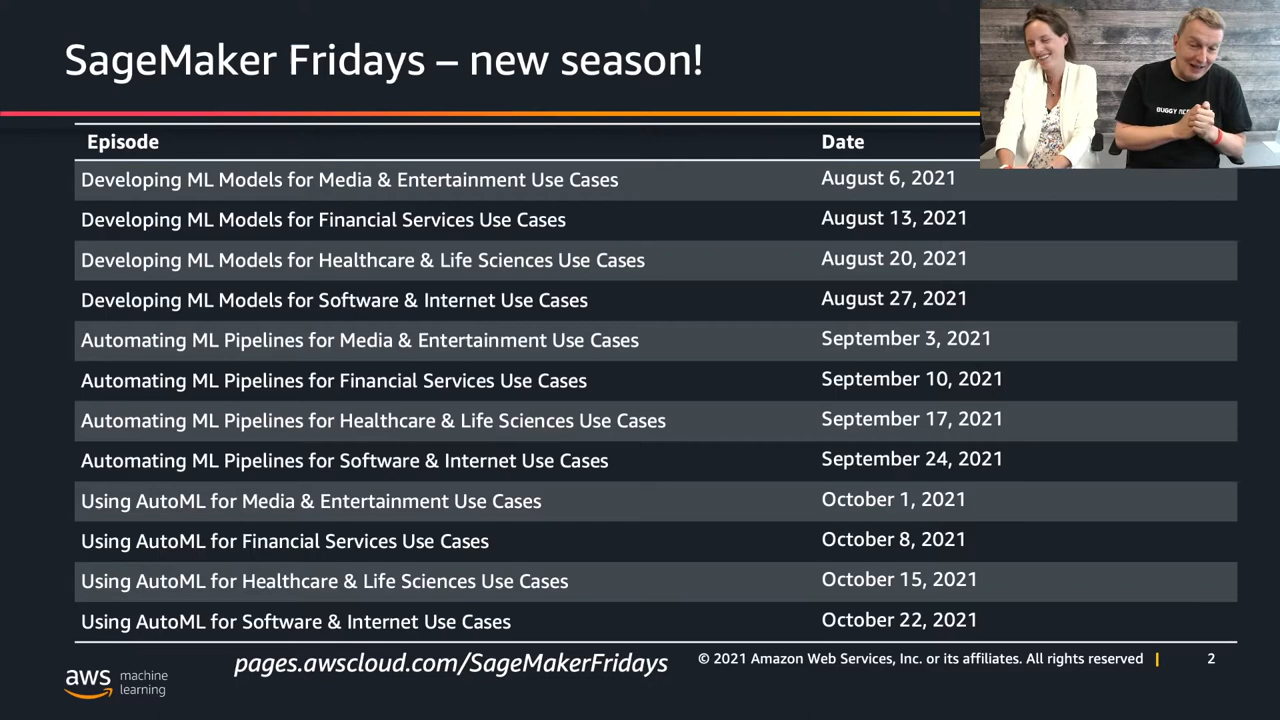 SageMaker Fridays – new season!
Episode Date
Developing ML Models for Media & Entertainment Use Cases August 6, 2021
Developing ML Models for Financial Services Use Cases August 13, 2021
Developing ML Models for Healthcare & Life Sciences Use Cases August 20, 2021
Developing ML Models for Software & Internet Use Cases August 27, 2021
Automating ML Pipelines for Media & Entertainment Use Cases September 3, 2021
Automating ML Pipelines for Financial Services Use Cases September 10, 2021
Automating ML Pipelines for Healthcare & Life Sciences Use Cases September 17, 2021
Automating ML Pipelines for Software & Internet Use Cases September 24, 2021
Using AutoML for Media & Entertainment Use Cases October 1, 2021
Using AutoML for Financial Services Use Cases October 8, 2021
Using AutoML for Healthcare & Life Sciences Use Cases October 15, 2021
Using AutoML for Software & Internet Use Cases October 22, 2021
aws machine learning
pages.awscloud.com/SageMakerFridays
© 2021 Amazon Web Services, Inc. or its affiliates. All rights reserved
2
BUGGY